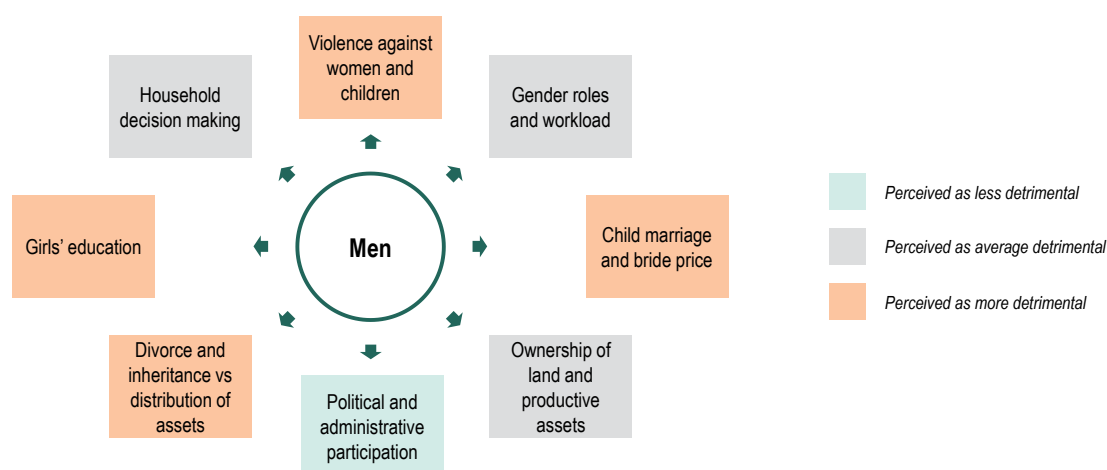 Violence against
women and
children
Household
decision making
Gender roles
and workload
Girls’ education
Men
Child marriage
and bride price
Divorce and
inheritance vs
distribution of
assets
Political and
administrative
participation
Ownership of
land and
productive
assets
Perceived as less detrimental
Perceived as average detrimental
Perceived as more detrimental